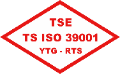 TSE
TS ISO 39001
YTG - RTS